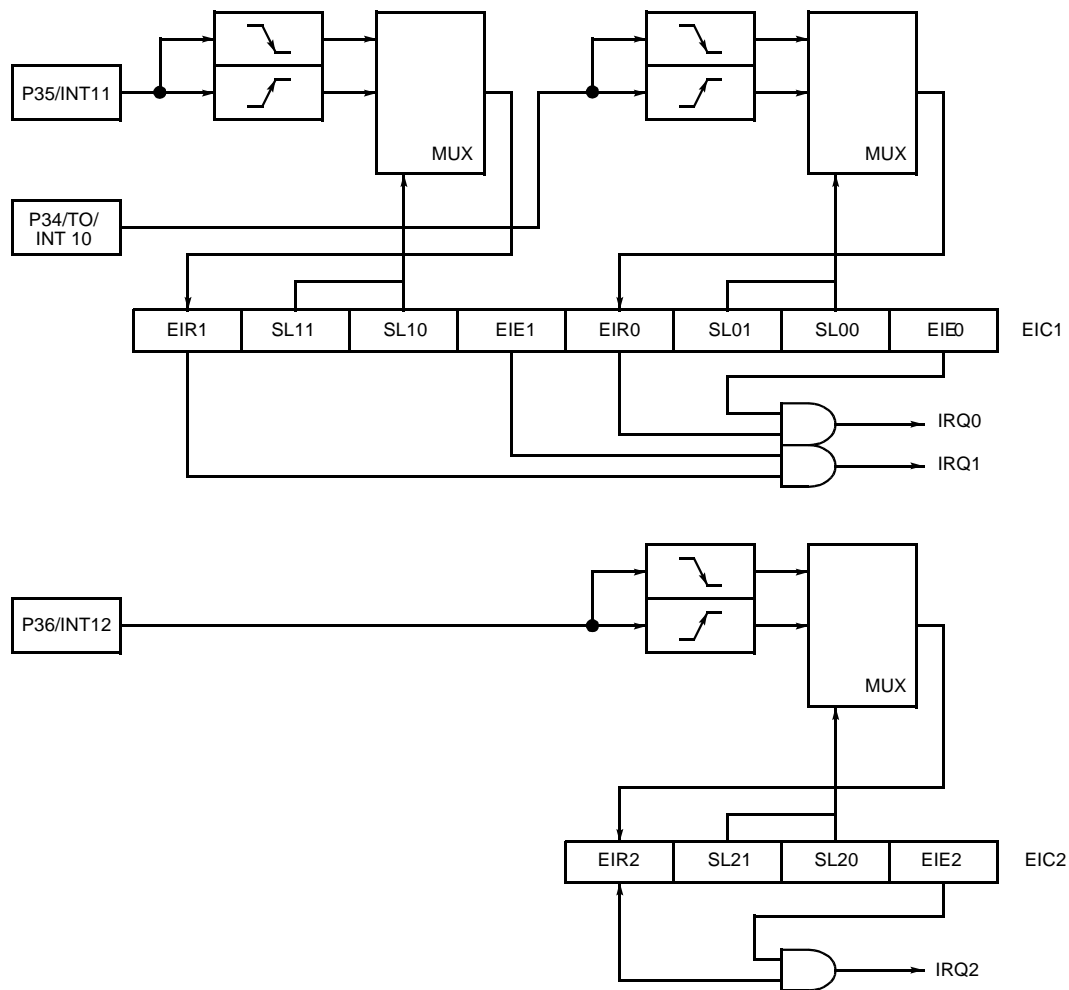 P35/INT11
MUX
MUX
P34/TO/
INT 10
EIR1 SL11 SL10 EIE1 EIR0 SL01 SL00 EIE0 EIC1
IRQ0
IRQ1
P36/INT12
MUX
EIR2 SL21 SL20 EIE2 EIC2
IRQ2